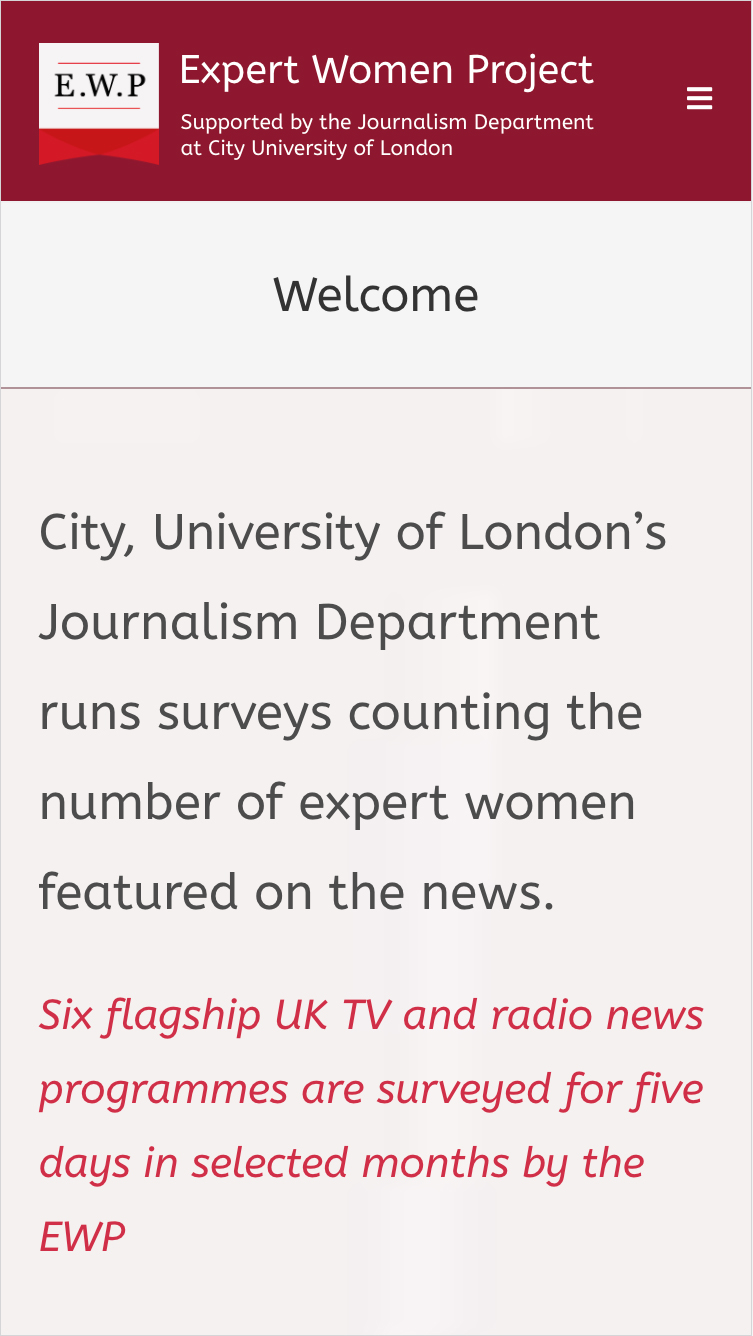 E.W.P
Expert Women Project
Supported by the Journalism Department
at City University of London
Welcome
City, University of London’s
Journalism Department
runs surveys counting the
number of expert women
featured on the news.
Six flagship UK TV and radio news
programmes are surveyed for five
days in selected months by the
EWP